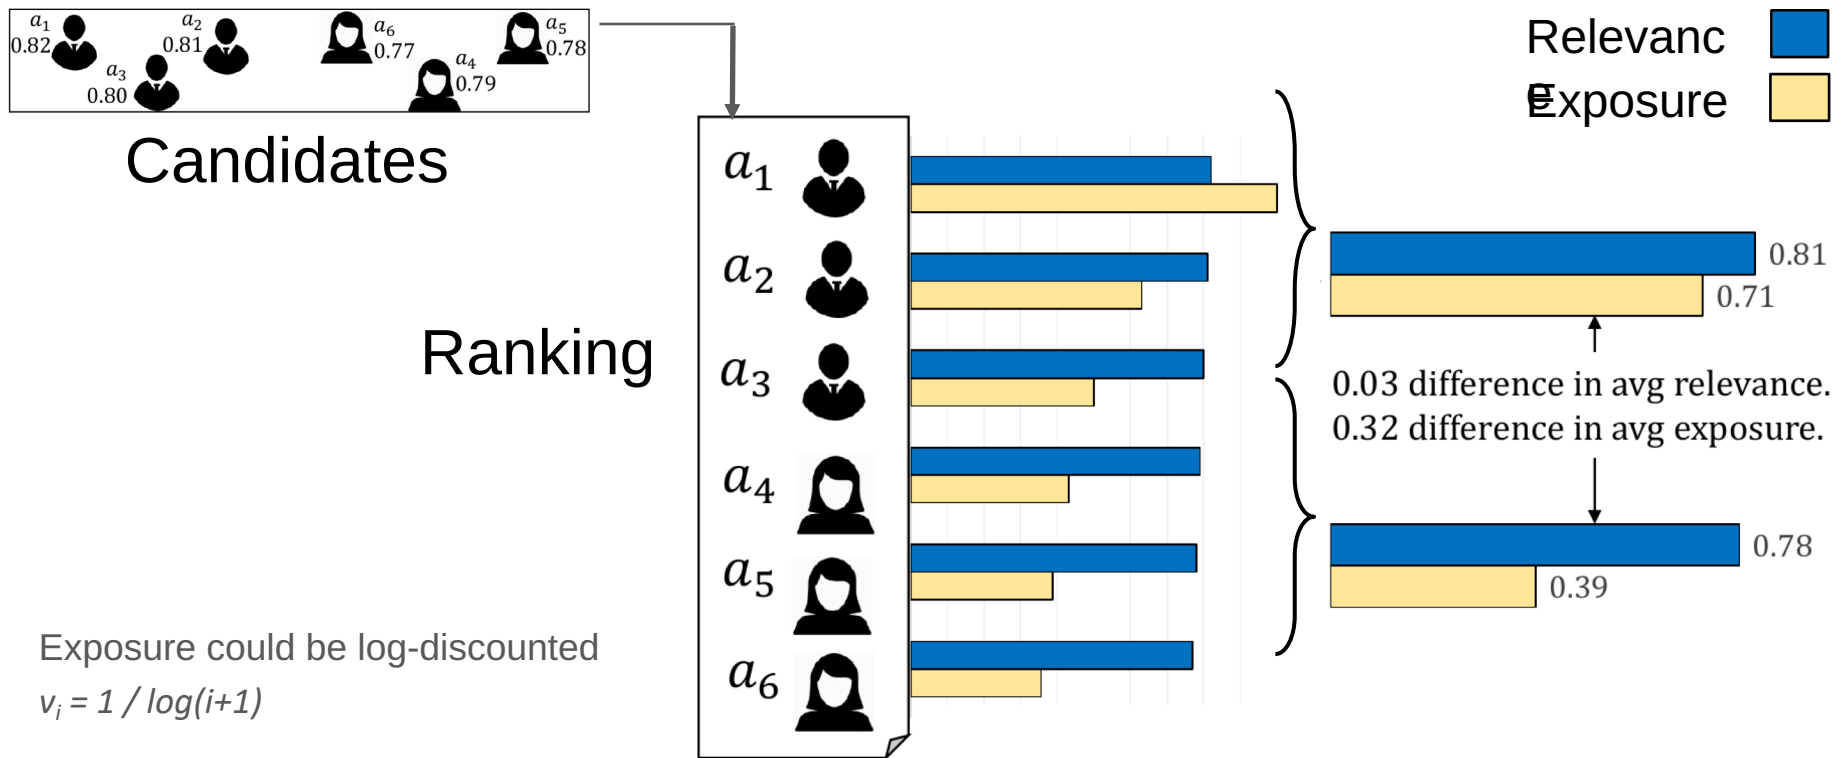 a1
0.82
a2
0.81
a3
0.80
a6
0.77
a4
0.79
a5
0.78
Candidates
Relevanc
e
Exposure
Ranking
a1
a2
a3
a4
a5
a6
0.81
0.71
0.03 difference in avg relevance.
0.32 difference in avg exposure.
0.78
0.39
Exposure could be log-discounted
vi = 1 / log(i+1)